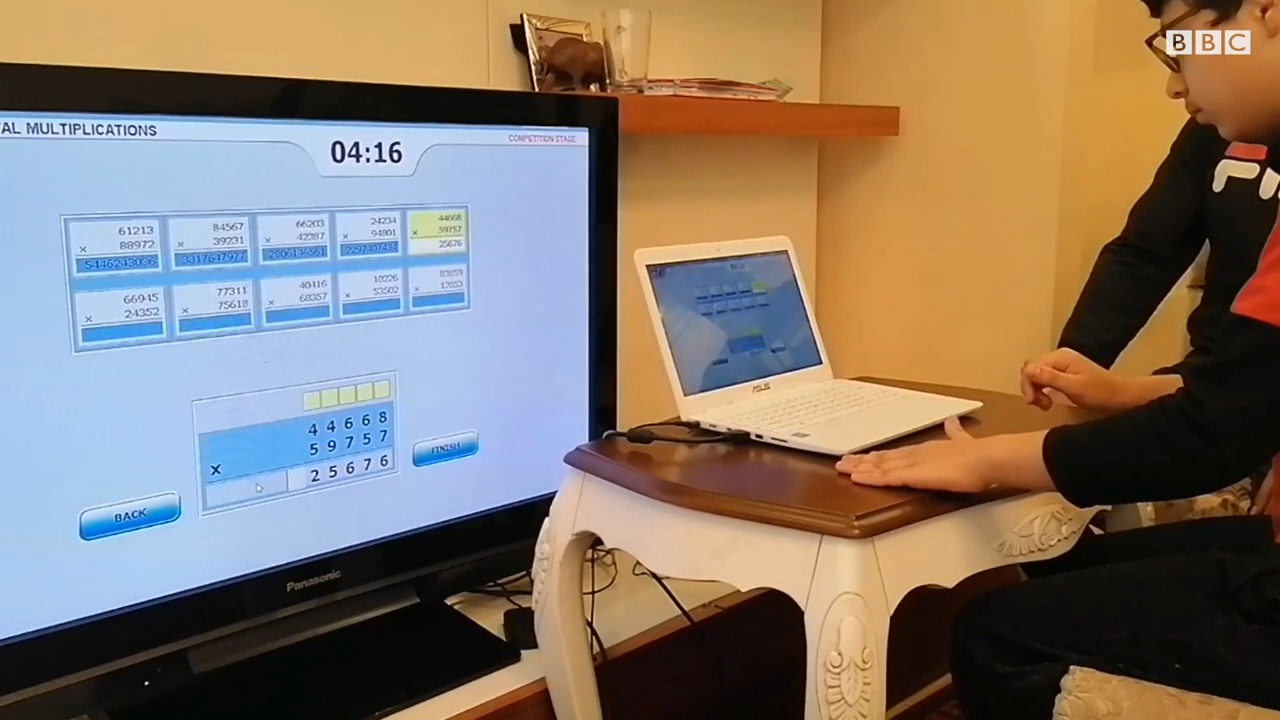 AL MULTIPLICATIONS
04:16
COMPETITION STAGE
61213
x 88972
5446243036
84567
x 39231
3317647977
66203
x 42387
24234
x 94801
44668
x 59757
25676
66945
x 24352
77311
x 75618
40416
x 68357
10226
x 53502
4 4 6 6 8
x 5 9 7 5 7
2 5 6 7 6
FINISH
BACK
Panasonic
ASUS
BBC